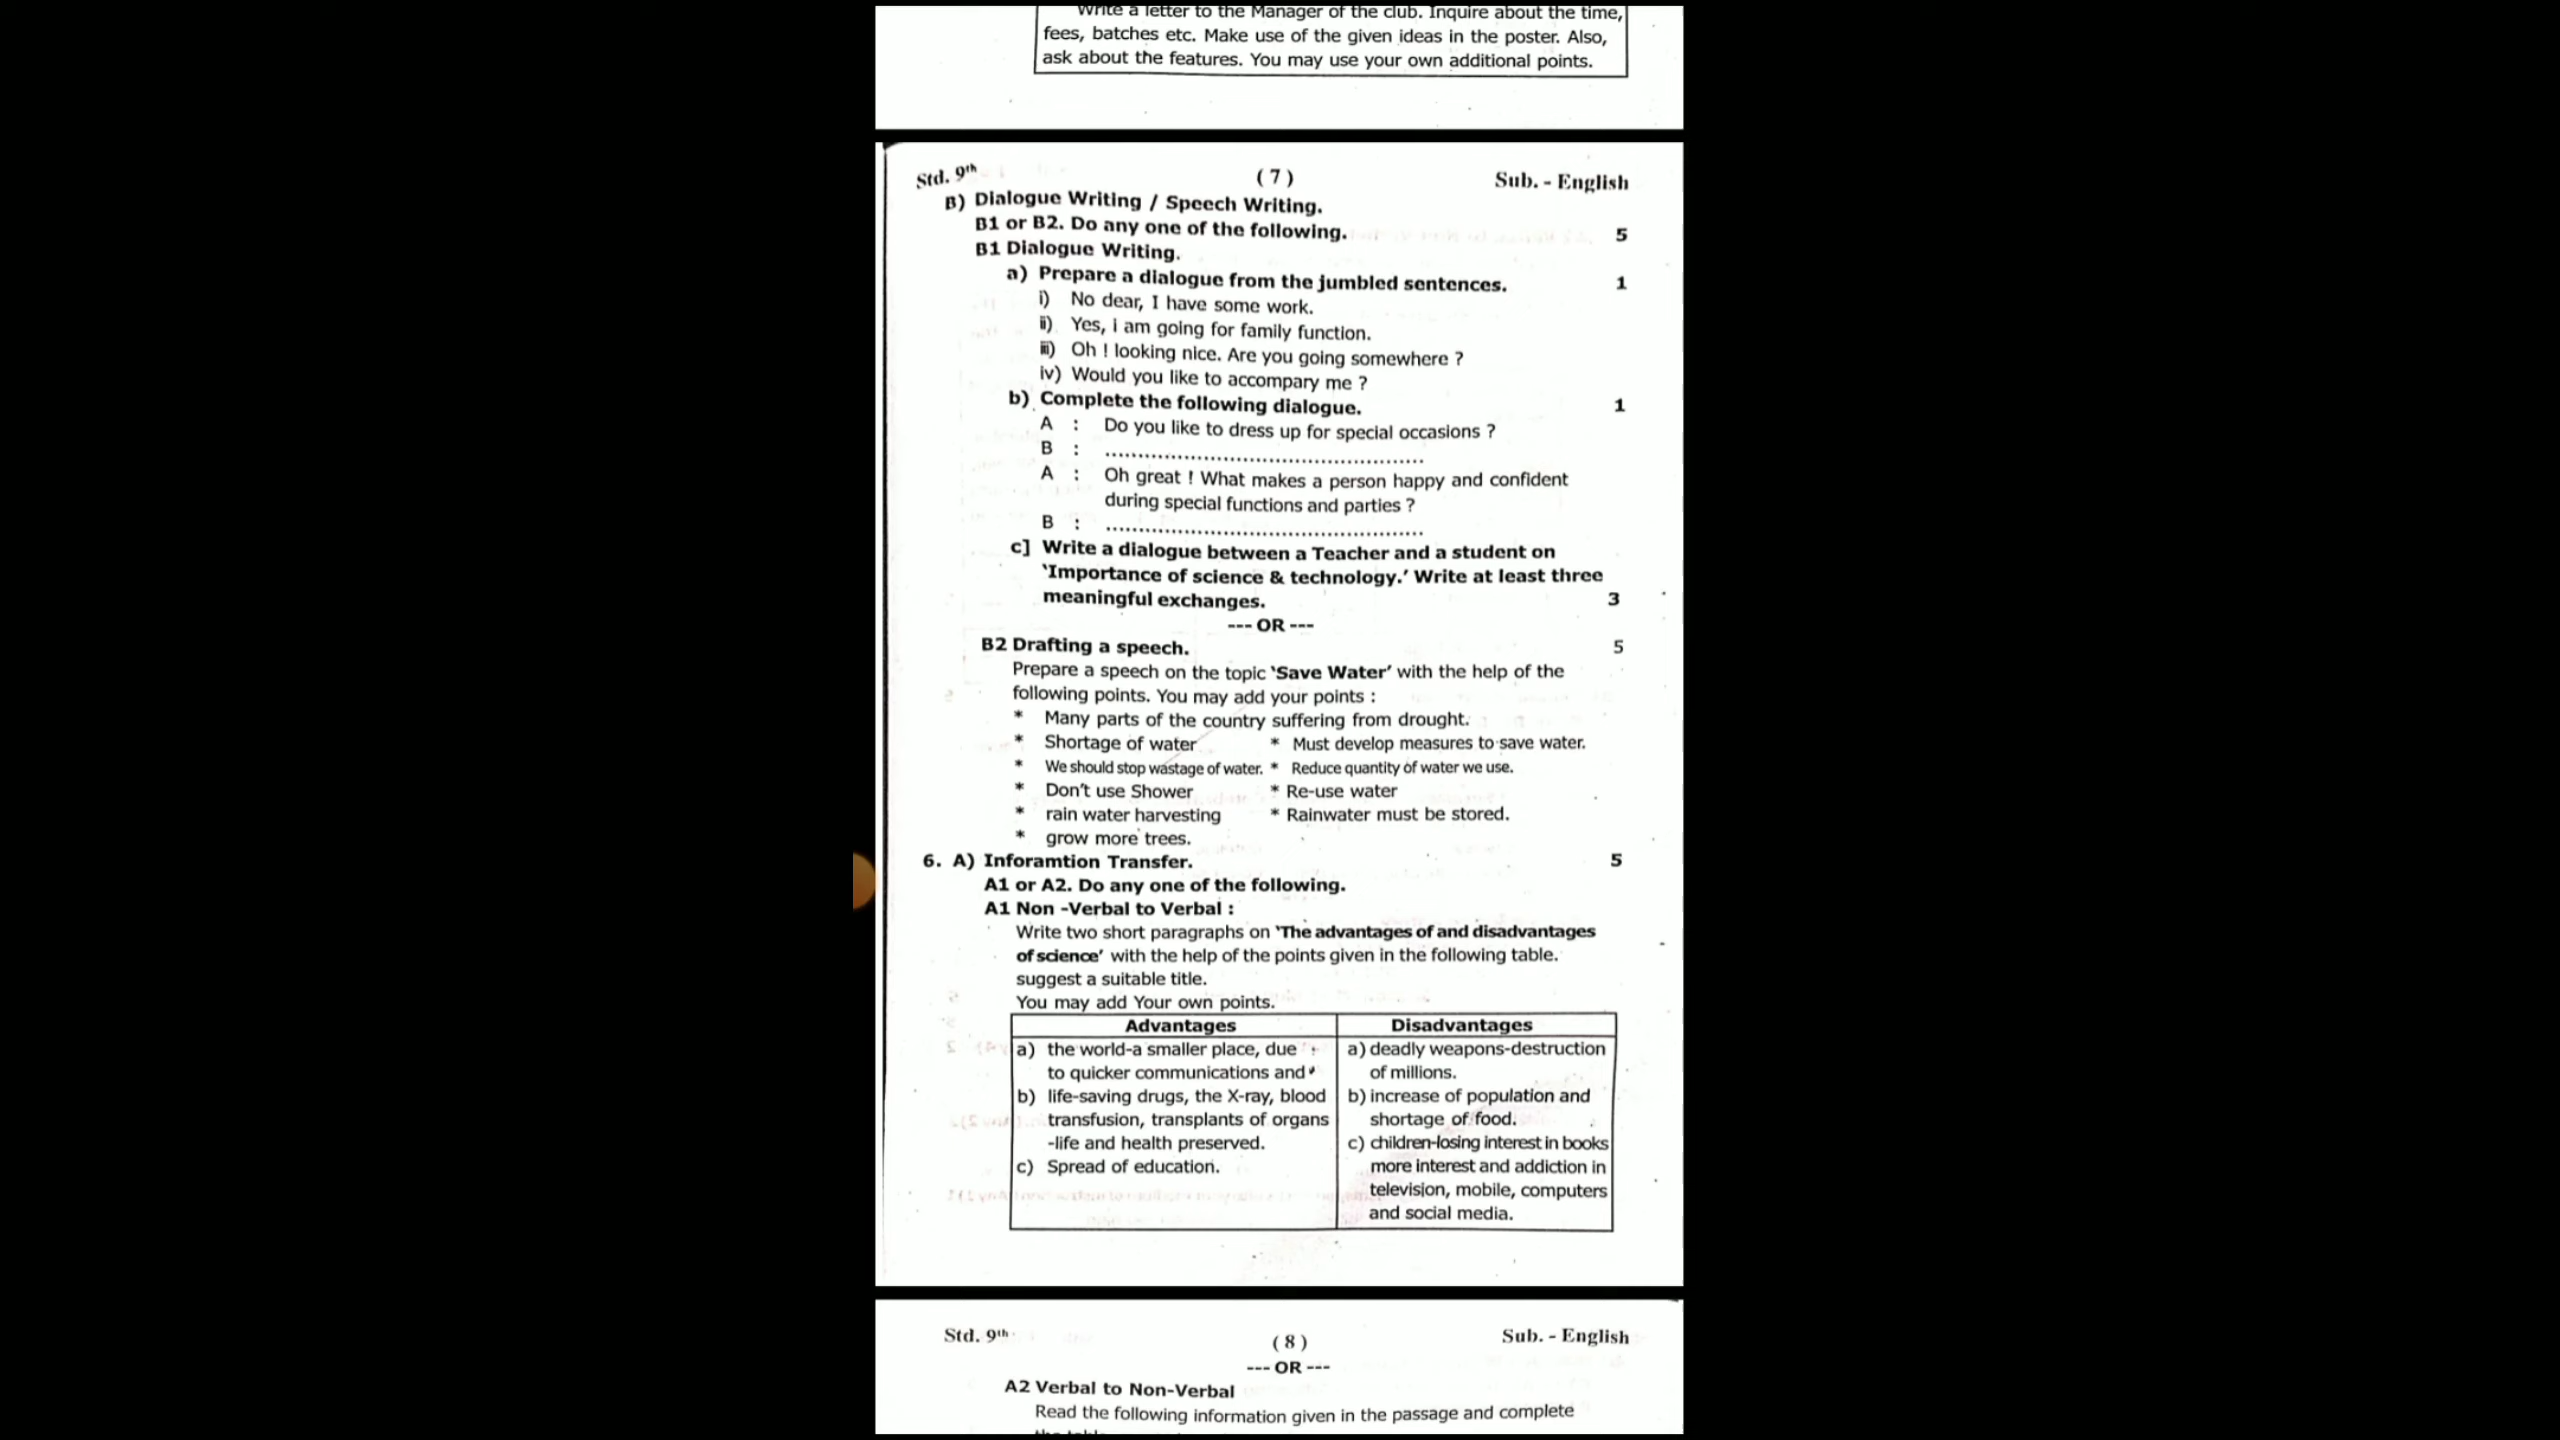 Write a letter to the Manager of the club. Inquire about the time,
fees, batches etc. Make use of the given ideas in the poster. Also,
ask about the features. You may use your own additional points.
Std. 9th ( 7 ) Sub. - English
B) Dialogue Writing / Speech Writing.
B1 or B2. Do any one of the following. 5
B1 Dialogue Writing.
a) Prepare a dialogue from the jumbled sentences. 1
i) No dear, I have some work.
ii) Yes, i am going for family function.
iii) Oh ! looking nice. Are you going somewhere ?
iv) Would you like to accompary me ?
b) Complete the following dialogue. 1
A : Do you like to dress up for special occasions ?
B : ................................................
A : Oh great ! What makes a person happy and confident
during special functions and parties ?
B : ................................................
c] Write a dialogue between a Teacher and a student on
‘Importance of science & technology.’ Write at least three
meaningful exchanges. 3
--- OR ---
B2 Drafting a speech. 5
Prepare a speech on the topic ‘Save Water’ with the help of the
following points. You may add your points :
* Many parts of the country suffering from drought.
* Shortage of water * Must develop measures to save water.
* We should stop wastage of water. * Reduce quantity of water we use.
* Don’t use Shower * Re-use water
* rain water harvesting * Rainwater must be stored.
* grow more trees.
6. A) Inforamtion Transfer. 5
A1 or A2. Do any one of the following.
A1 Non -Verbal to Verbal :
Write two short paragraphs on ‘The advantages of and disadvantages
of science’ with the help of the points given in the following table.
suggest a suitable title.
You may add Your own points.
Advantages Disadvantages
a) the world-a smaller place, due a) deadly weapons-destruction
to quicker communications and of millions.
b) life-saving drugs, the X-ray, blood b) increase of population and
transfusion, transplants of organs shortage of food.
-life and health preserved. c) children-losing interest in books
c) Spread of education. more interest and addiction in
television, mobile, computers
and social media.
Std. 9th ( 8 ) Sub. - English
--- OR ---
A2 Verbal to Non-Verbal
Read the following information given in the passage and complete